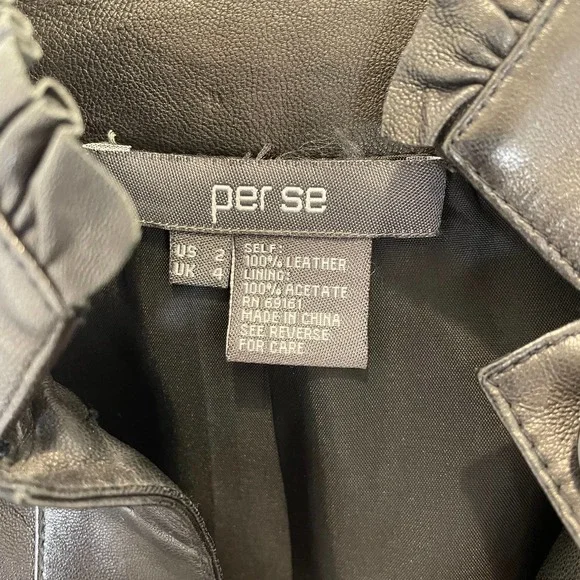 per se
US 2
UK 4
SELF:
100% LEATHER
LINING:
100% ACETATE
RN 69161
MADE IN CHINA
SEE REVERSE
FOR CARE